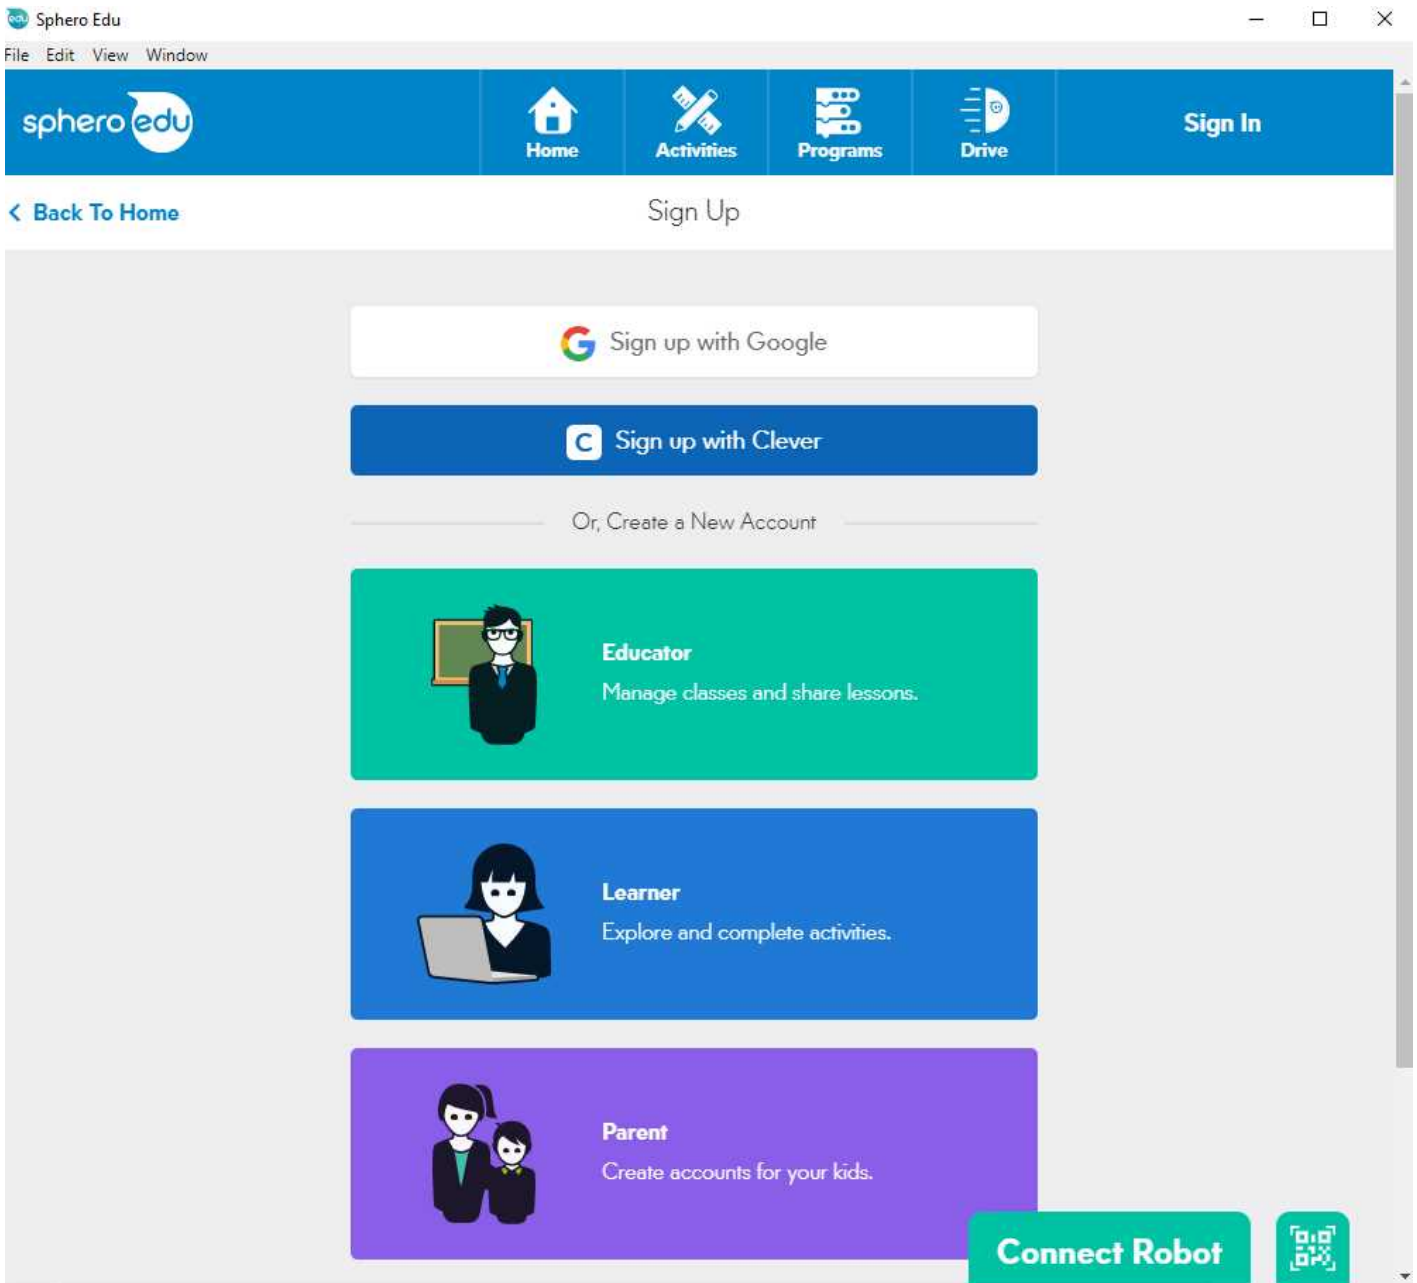 Sphero Edu
File Edit View Window
sphero edu
Home Activities Programs Drive Sign In
Back To Home
Sign Up
Sign up with Google
C Sign up with Clever
Or, Create a New Account
Educator
Manage classes and share lessons.
Learner
Explore and complete activities.
Parent
Create accounts for your kids.
Connect Robot